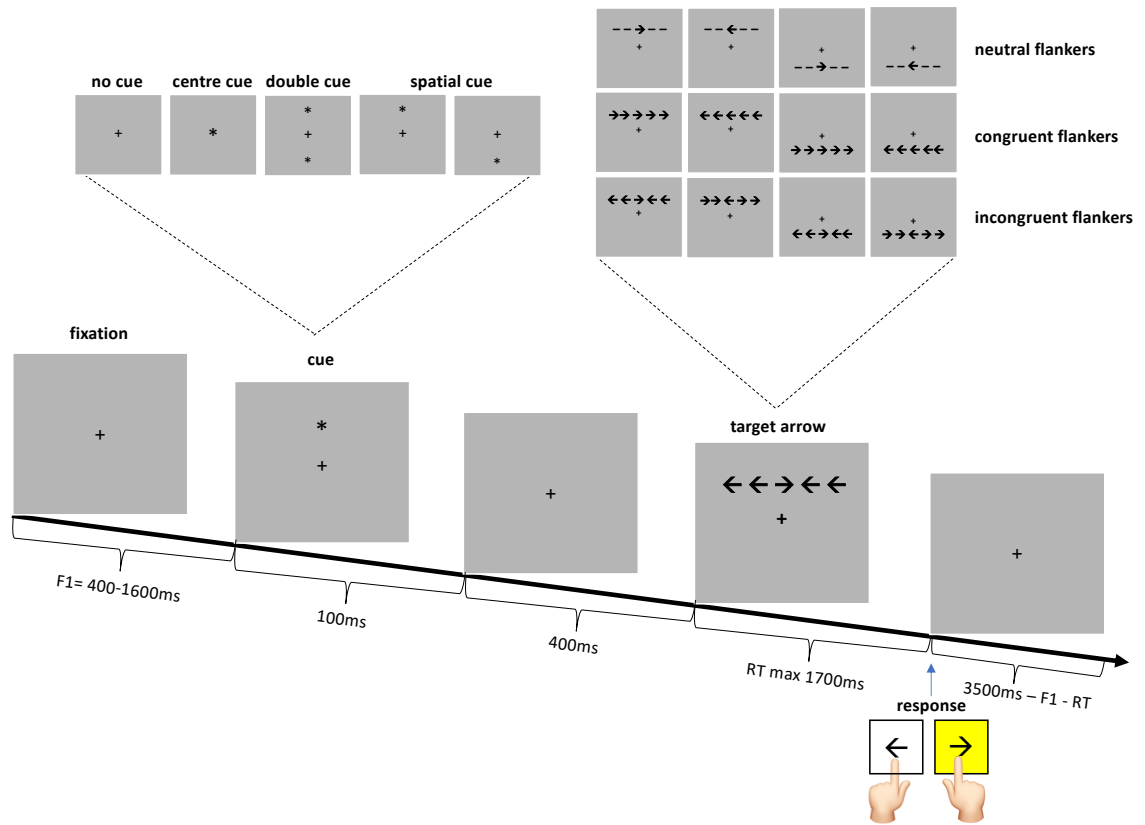 no cue
centre cue
double cue
spatial cue
neutral flankers
congruent flankers
incongruent flankers
fixation
cue
target arrow
F1= 400-1600ms
100ms
400ms
RT max 1700ms
3500ms – F1 - RT
response